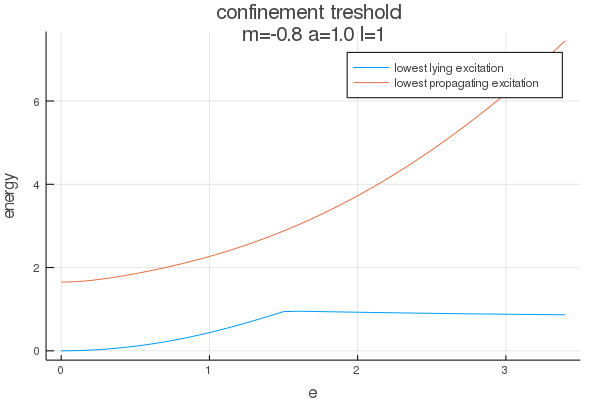 confinement treshold
m=-0.8 a=1.0 l=1
lowest lying excitation
lowest propagating excitation
energy
6
4
2
0
0
1
2
3
e